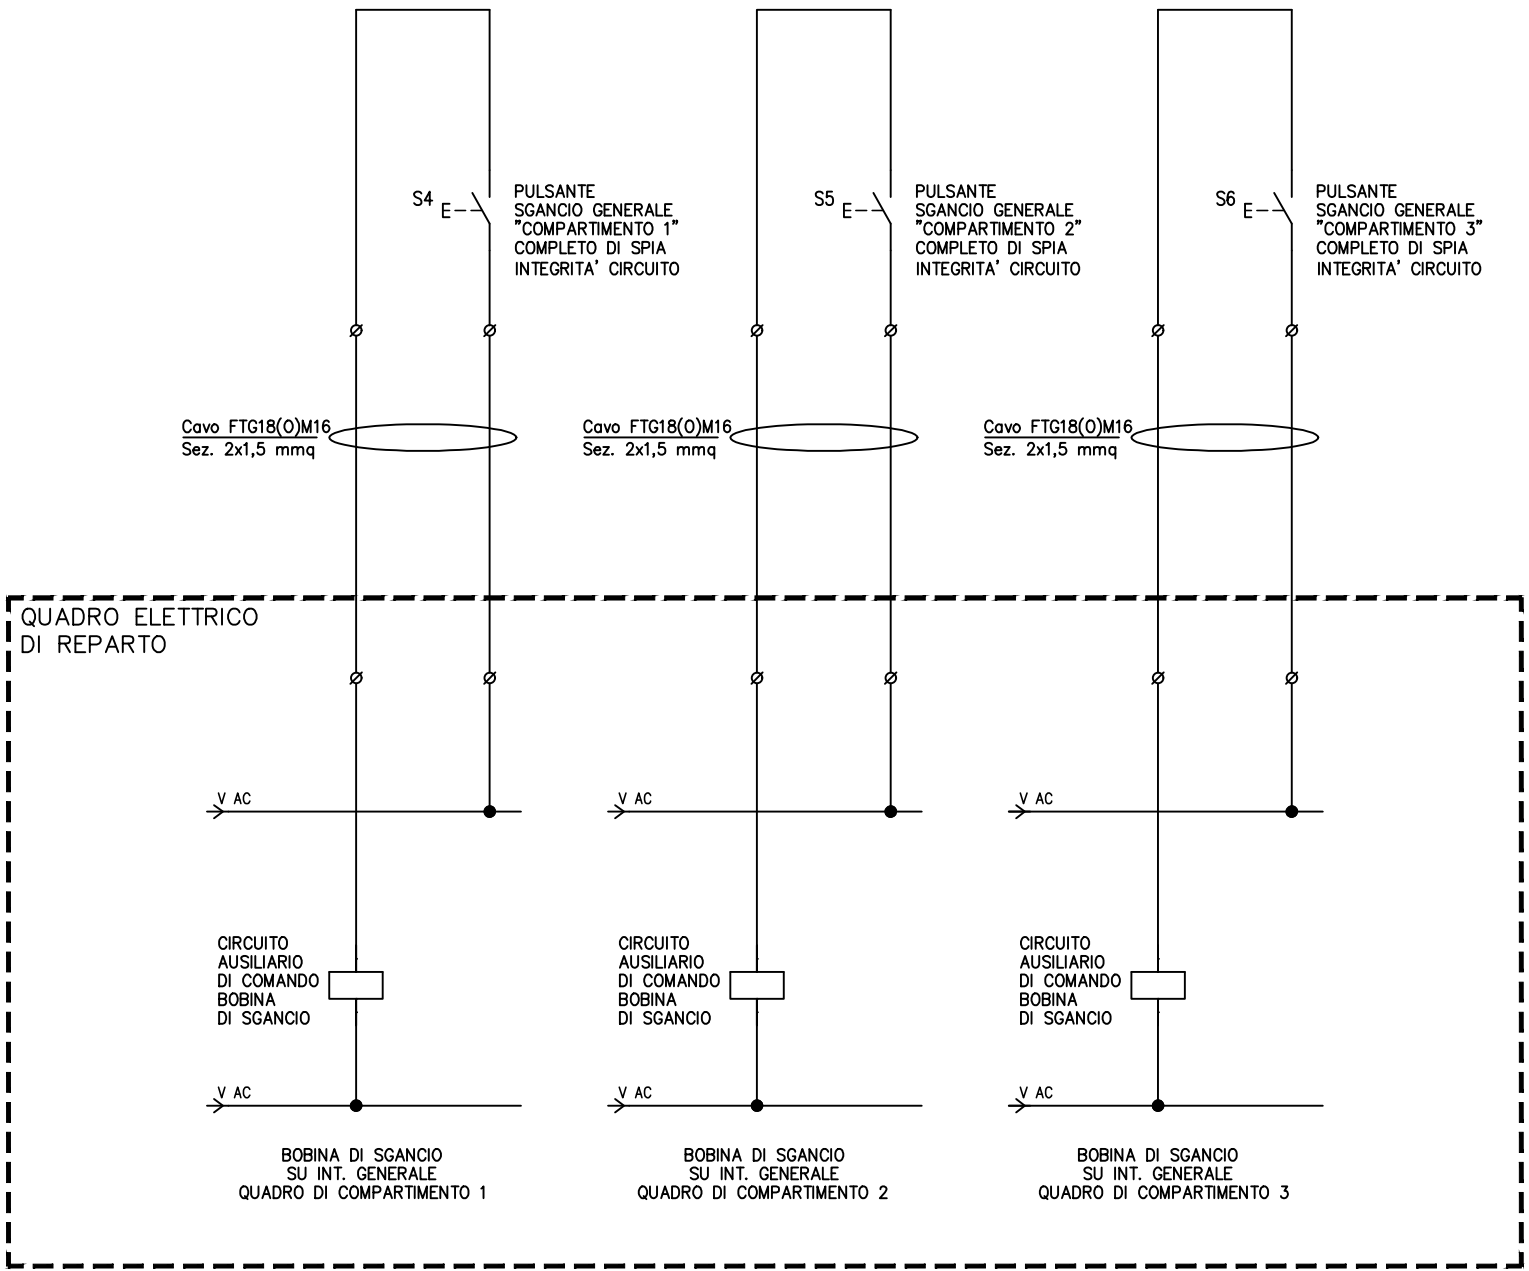 S4
E
PULSANTE
SGANCIO GENERALE
"COMPARTIMENTO 1"
COMPLETO DI SPIA
INTEGRITA' CIRCUITO
S5
E
PULSANTE
SGANCIO GENERALE
"COMPARTIMENTO 2"
COMPLETO DI SPIA
INTEGRITA' CIRCUITO
S6
E
PULSANTE
SGANCIO GENERALE
"COMPARTIMENTO 3"
COMPLETO DI SPIA
INTEGRITA' CIRCUITO
Cavo FTG18(O)M16
Sez. 2x1,5 mmq
Cavo FTG18(O)M16
Sez. 2x1,5 mmq
Cavo FTG18(O)M16
Sez. 2x1,5 mmq
QUADRO ELETTRICO
DI REPARTO
V AC
V AC
V AC
CIRCUITO
AUSILIARIO
DI COMANDO
BOBINA
DI SGANCIO
CIRCUITO
AUSILIARIO
DI COMANDO
BOBINA
DI SGANCIO
CIRCUITO
AUSILIARIO
DI COMANDO
BOBINA
DI SGANCIO
V AC
V AC
V AC
BOBINA DI SGANCIO
SU INT. GENERALE
QUADRO DI COMPARTIMENTO 1
BOBINA DI SGANCIO
SU INT. GENERALE
QUADRO DI COMPARTIMENTO 2
BOBINA DI SGANCIO
SU INT. GENERALE
QUADRO DI COMPARTIMENTO 3